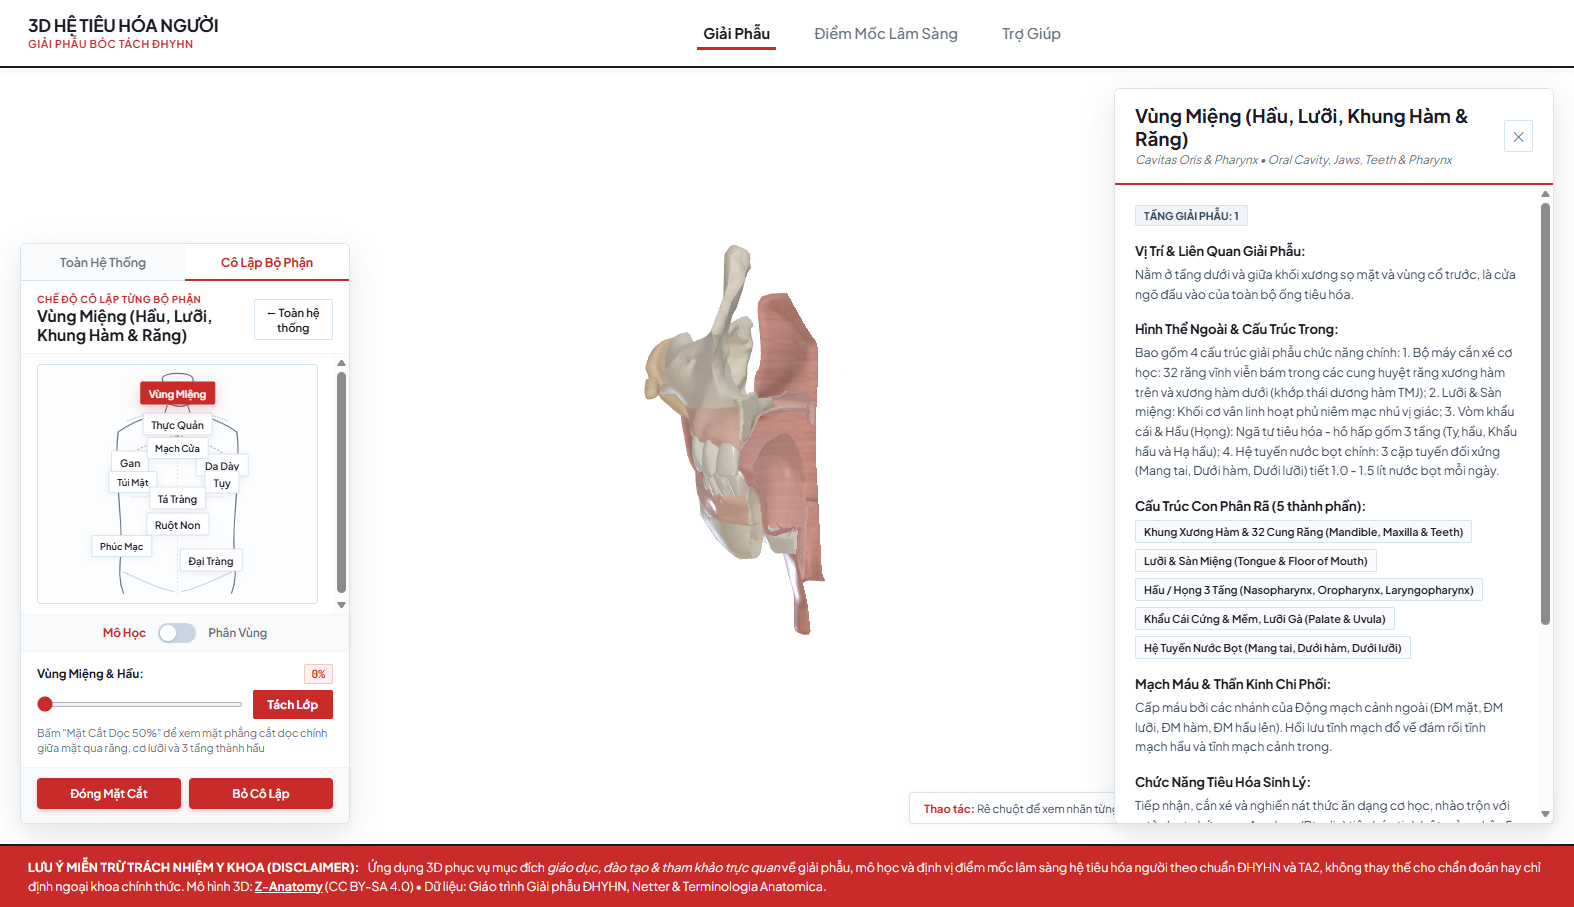 3D HỆ TIÊU HÓA NGƯỜI
GIẢI PHẪU BÓC TÁCH ĐHYHN
Giải Phẫu
Điểm Mốc Lâm Sàng
Trợ Giúp
Toàn Hệ Thống
Cô Lập Bộ Phận
CHẾ ĐỘ CÔ LẬP TỪNG BỘ PHẬN
Vùng Miệng (Hầu, Lưỡi,
Khung Hàm & Răng)
← Toàn hệ
thống
Vùng Miệng
Thực Quản
Mạch Cửa
Gan
Da Dày
Túi Mật
Tụy
Tá Tràng
Ruột Non
Phúc Mạc
Đại Tràng
Mô Học
Phân Vùng
Vùng Miệng & Hầu:
0%
Tách Lớp
Bấm "Mặt Cắt Dọc 50%" để xem mặt phẳng cắt dọc chính
giữa mặt qua răng, cơ lưỡi và 3 tầng thành hầu
Đóng Mặt Cắt
Bỏ Cô Lập
Thao tác: Rê chuột để xem nhãn từng
Vùng Miệng (Hầu, Lưỡi, Khung Hàm &
Răng)
Cavitas Oris & Pharynx • Oral Cavity, Jaws, Teeth & Pharynx
TẦNG GIẢI PHẪU: 1
Vị Trí & Liên Quan Giải Phẫu:
Nằm ở tầng dưới và giữa khối xương sọ mặt và vùng cổ trước, là cửa
ngõ đầu vào của toàn bộ ống tiêu hóa.
Hình Thể Ngoài & Cấu Trúc Trong:
Bao gồm 4 cấu trúc giải phẫu chức năng chính: 1. Bộ máy cắn xé cơ
học: 32 răng vĩnh viễn bám trong các cung huyệt răng xương hàm
trên và xương hàm dưới (khớp thái dương hàm TMJ); 2. Lưỡi & Sàn
miệng: Khối cơ vân linh hoạt phủ niêm mạc nhú vị giác; 3. Vòm khẩu
cái & Hầu (Họng): Ngã tư tiêu hóa - hô hấp gồm 3 tầng (Tỵ hầu, Khẩu
hầu và Hạ hầu); 4. Hệ tuyến nước bọt chính: 3 cặp tuyến đối xứng
(Mang tai, Dưới hàm, Dưới lưỡi) tiết 1.0 - 1.5 lít nước bọt mỗi ngày.
Cấu Trúc Con Phân Rã (5 thành phần):
Khung Xương Hàm & 32 Cung Răng (Mandible, Maxilla & Teeth)
Lưỡi & Sàn Miệng (Tongue & Floor of Mouth)
Hầu / Họng 3 Tầng (Nasopharynx, Oropharynx, Laryngopharynx)
Khẩu Cái Cứng & Mềm, Lưỡi Gà (Palate & Uvula)
Hệ Tuyến Nước Bọt (Mang tai, Dưới hàm, Dưới lưỡi)
Mạch Máu & Thần Kinh Chi Phối:
Cấp máu bởi các nhánh của Động mạch cảnh ngoài (ĐM mặt, ĐM
lưỡi, ĐM hàm, ĐM hầu lên). Hồi lưu tĩnh mạch đổ về đám rối tĩnh
mạch hầu và tĩnh mạch cảnh trong.
Chức Năng Tiêu Hóa Sinh Lý:
Tiếp nhận, cắn xé và nghiền nát thức ăn dạng cơ học, nhào trộn với
LƯU Ý MIỄN TRỪ TRÁCH NHIỆM Y KHOA (DISCLAIMER): Ứng dụng 3D phục vụ mục đích giáo dục, đào tạo & tham khảo trực quan về giải phẫu, mô học và định vị điểm mốc lâm sàng hệ tiêu hóa người theo chuẩn ĐHYHN và TA2, không thay thế cho chẩn đoán hay chỉ
định ngoại khoa chính thức. Mô hình 3D: Z-Anatomy (CC BY-SA 4.0) • Dữ liệu: Giáo trình Giải phẫu ĐHYHN, Netter & Terminologia Anatomica.